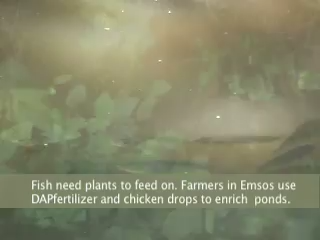 Fish need plants to feed on. Farmers in Emsos use
DAPfertilizer and chicken drops to enrich  ponds.